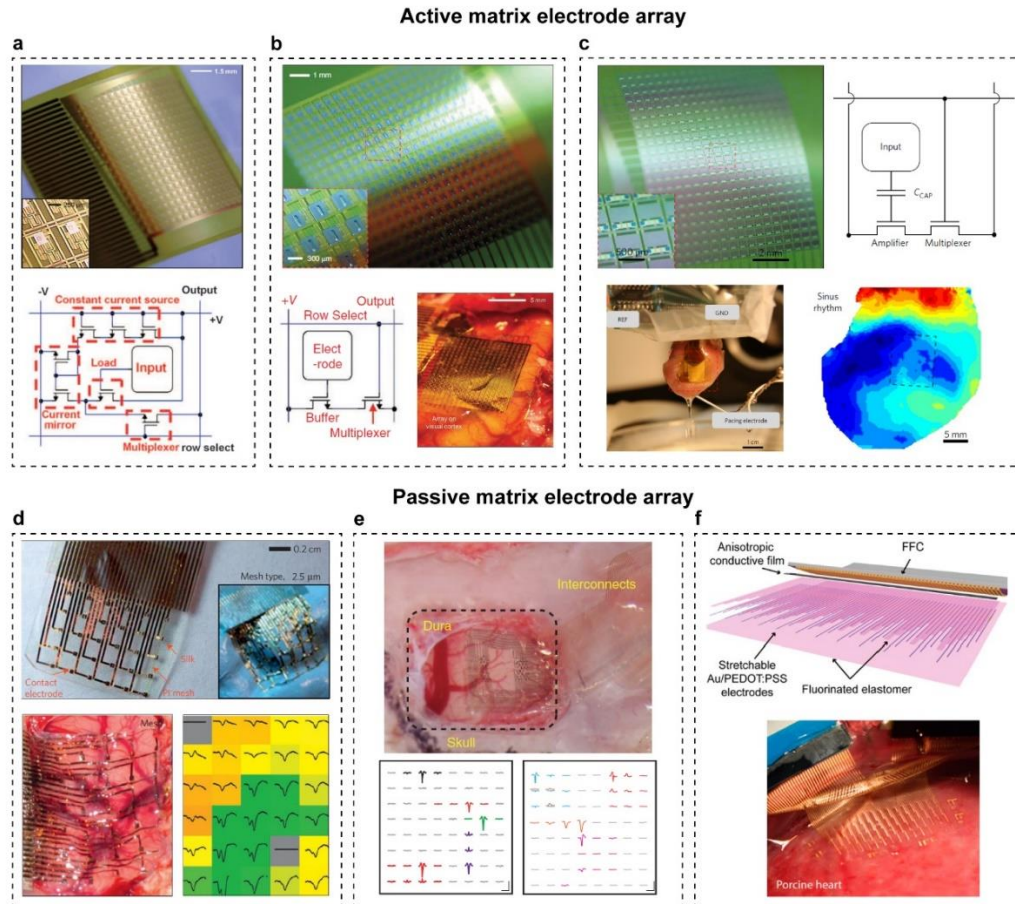 Active matrix electrode array
a
1.5 mm
-V
Output
Constant current source
+V
Load
Input
Current
mirror
Multiplexer row select
b
1 mm
300 μm
+V
Output
Row Select
Elect
-rode
Buffer
Multiplexer
Array on
visual cortex
c
500 μm
2 mm
Input
CCAP
Amplifier
Multiplexer
REF
GND
Pacing electrode
1 cm
Sinus
rhythm
5 mm
Passive matrix electrode array
d
0.2 cm
Mesh type, 2.5 μm
Silk
Contact
electrode
Pt mesh
Mesh
e
Interconnects
Dura
Skull
f
Anisotropic
conductive film
FFC
Stretchable
Au/PEDOT:PSS
electrodes
Fluorinated elastomer
Porcine heart